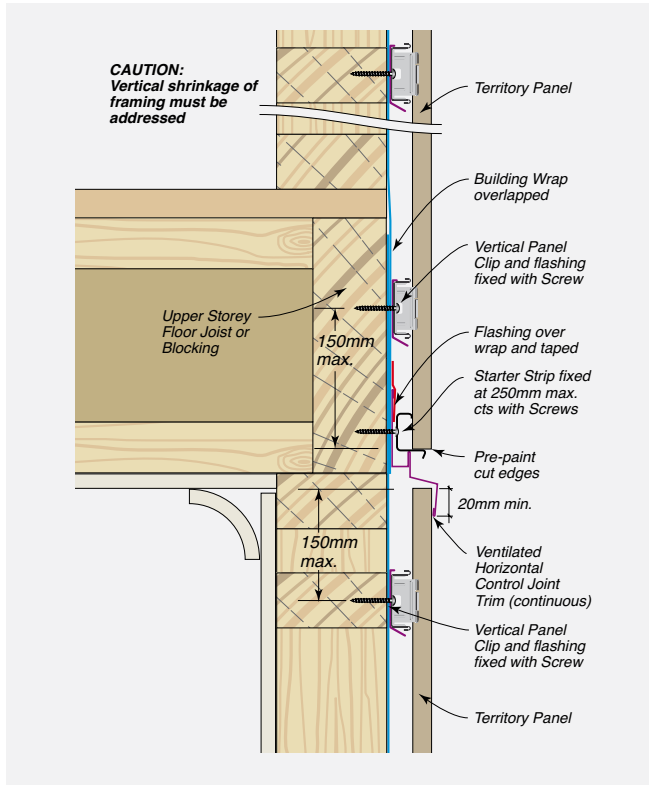 CAUTION:
Vertical shrinkage of
framing must be
addressed
Territory Panel
Building Wrap
overlapped
Vertical Panel
Clip and flashing
fixed with Screw
Upper Storey
Floor Joist or
Blocking
150mm
max.
Flashing over
wrap and taped
Starter Strip fixed
at 250mm max.
cts with Screws
Pre-paint
cut edges
20mm min.
150mm
max.
Ventilated
Horizontal
Control Joint
Trim (continuous)
Vertical Panel
Clip and flashing
fixed with Screw
Territory Panel